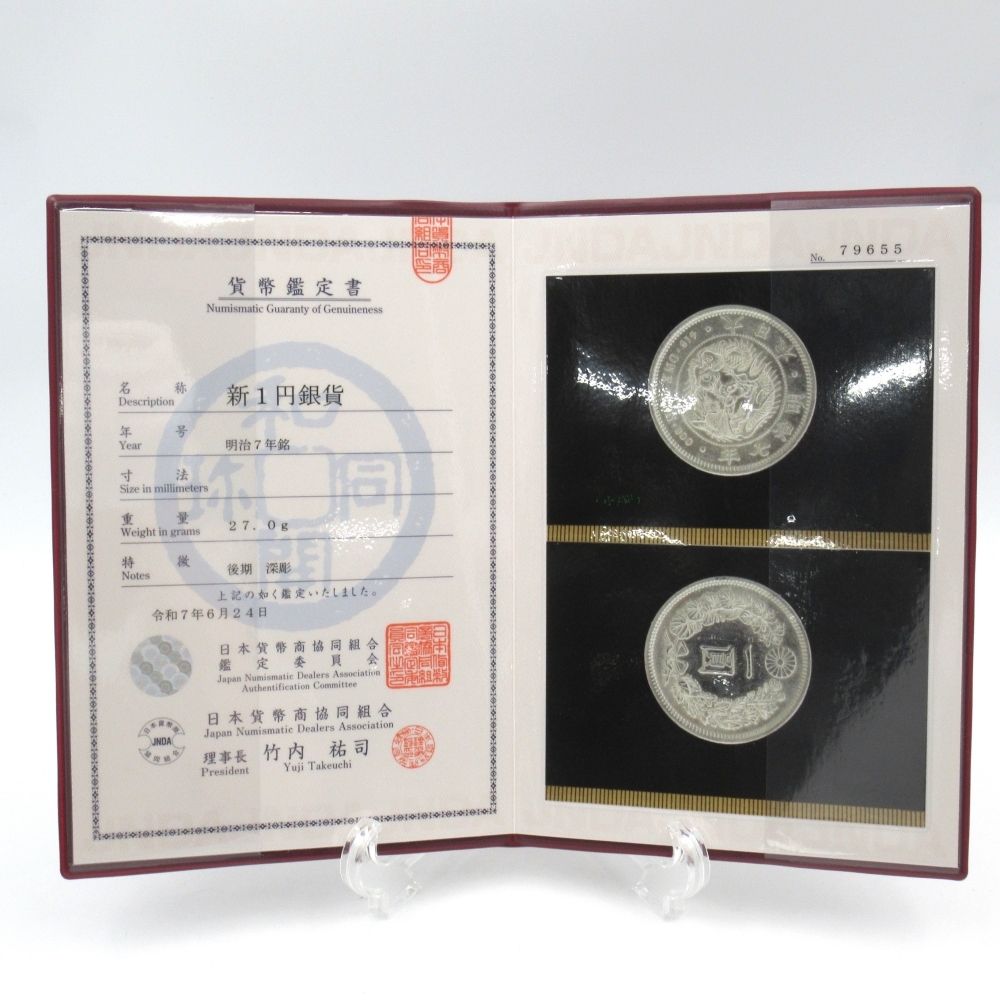 貨幣鑑定書
Numismatic Guaranty of Genuineness
名 称 新1円銀貨
Description
年 号 明治7年銘
Year
寸 法
Size in millimeters
重 量 27.0g
Weight in grams
特 徴 後期 深彫
Notes
上記の如く鑑定いたしました。
令和7年6月24日
日本貨幣商協同組合
鑑定委員会
Japan Numismatic Dealers Association
Authentification Committee
日本貨幣商協同組合
Japan Numismatic Dealers Association
JNDA
理事長 竹内 祐司
President Yuji Takeuchi
和同開珎
No. 79655
一圓